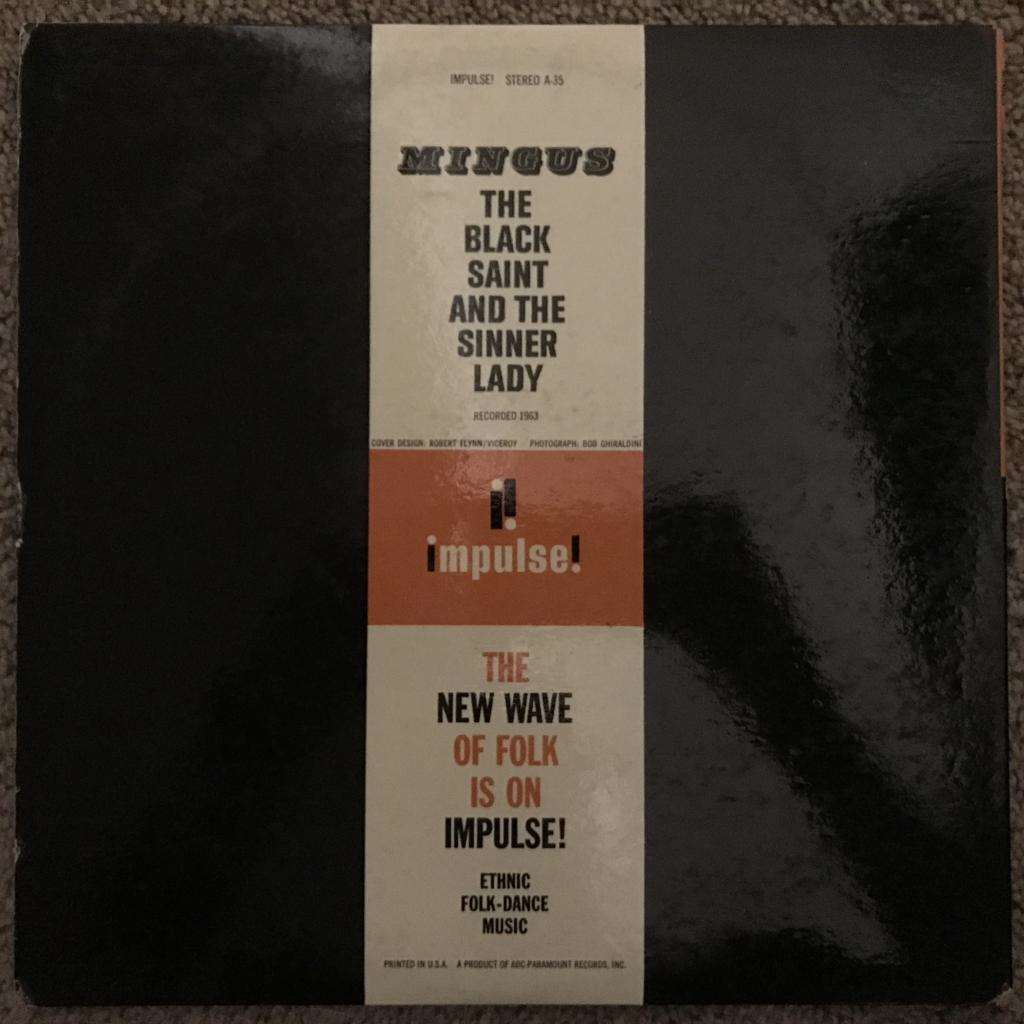 IMPULSE! STEREO A-35
MINGUS
THE
BLACK
SAINT
AND THE
SINNER
LADY
RECORDED 1963
COVER DESIGN: ROBERT FLYNN/VICEROY PHOTOGRAPH: BOB GHIRALDINI
i!
impulse!
THE
NEW WAVE
OF FOLK
IS ON
IMPULSE!
ETHNIC
FOLK-DANCE
MUSIC
PRINTED IN U.S.A. A PRODUCT OF ABC-PARAMOUNT RECORDS, INC.